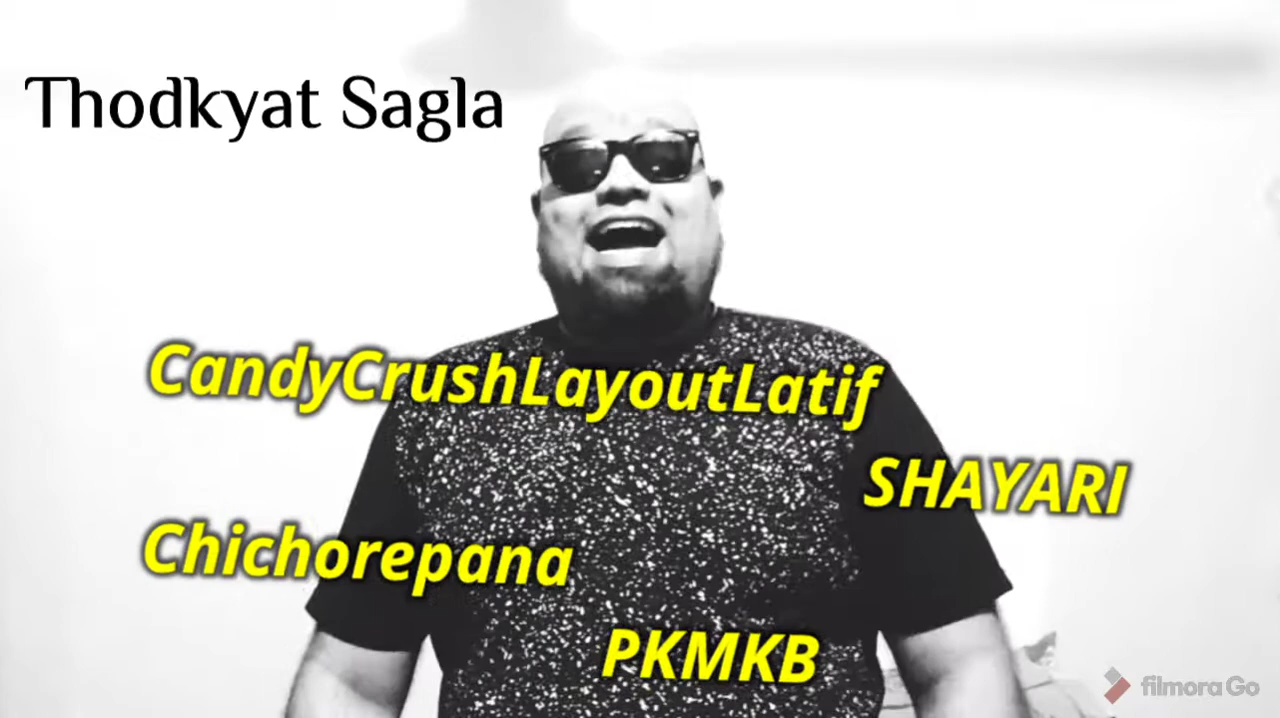 Thodkyat Sagla
CandyCrushLayoutLatif
SHAYARI
Chichorepana
PKMKB
filmora Go